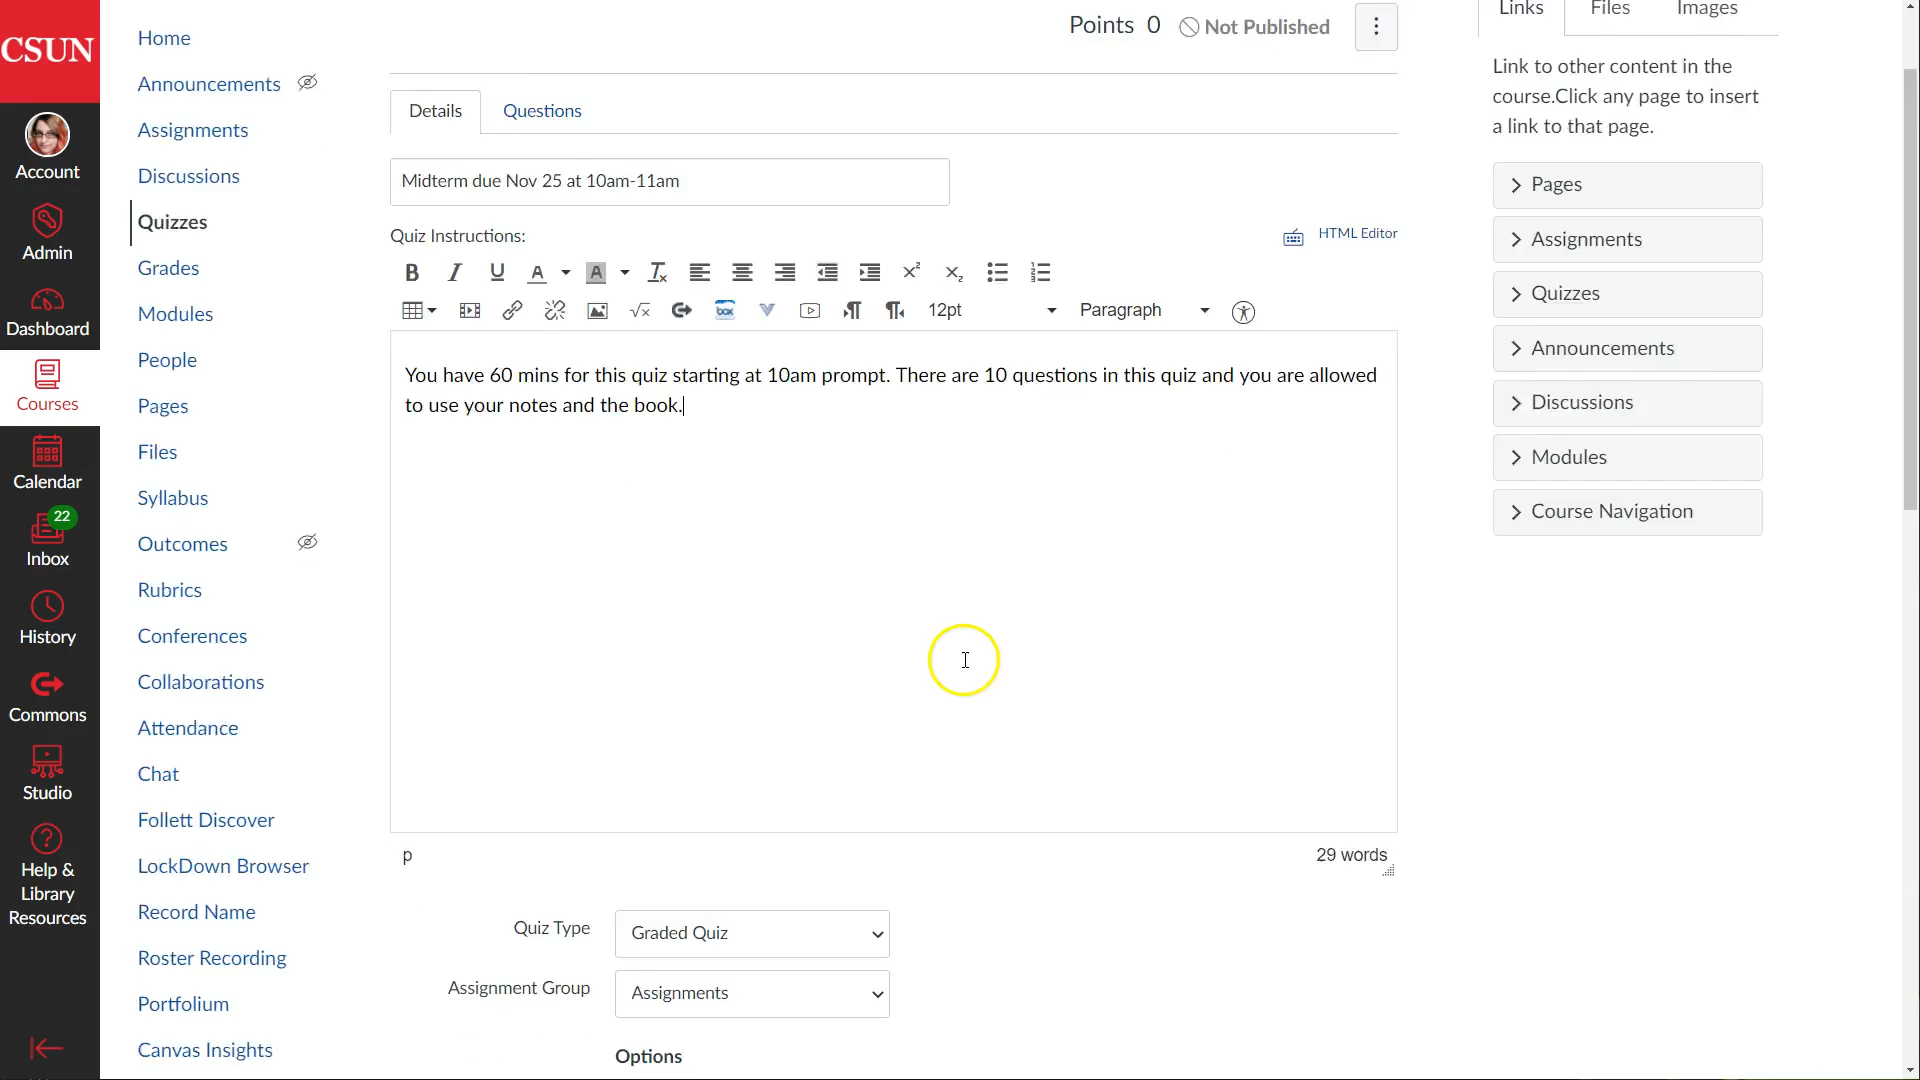 CSUN
Account
Admin
Dashboard
Courses
Calendar
22
Inbox
History
Commons
Studio
Help &
Library
Resources
Home
Announcements
Assignments
Discussions
Quizzes
Grades
Modules
People
Pages
Files
Syllabus
Outcomes
Rubrics
Conferences
Collaborations
Attendance
Chat
Follett Discover
LockDown Browser
Record Name
Roster Recording
Portfolium
Canvas Insights
Points 0 Not Published
Details Questions
Midterm due Nov 25 at 10am-11am
Quiz Instructions: HTML Editor
12pt Paragraph
box
You have 60 mins for this quiz starting at 10am prompt. There are 10 questions in this quiz and you are allowed
to use your notes and the book.
p 29 words
Quiz Type Graded Quiz
Assignment Group Assignments
Options
Links Files Images
Link to other content in the
course.Click any page to insert
a link to that page.
Pages
Assignments
Quizzes
Announcements
Discussions
Modules
Course Navigation